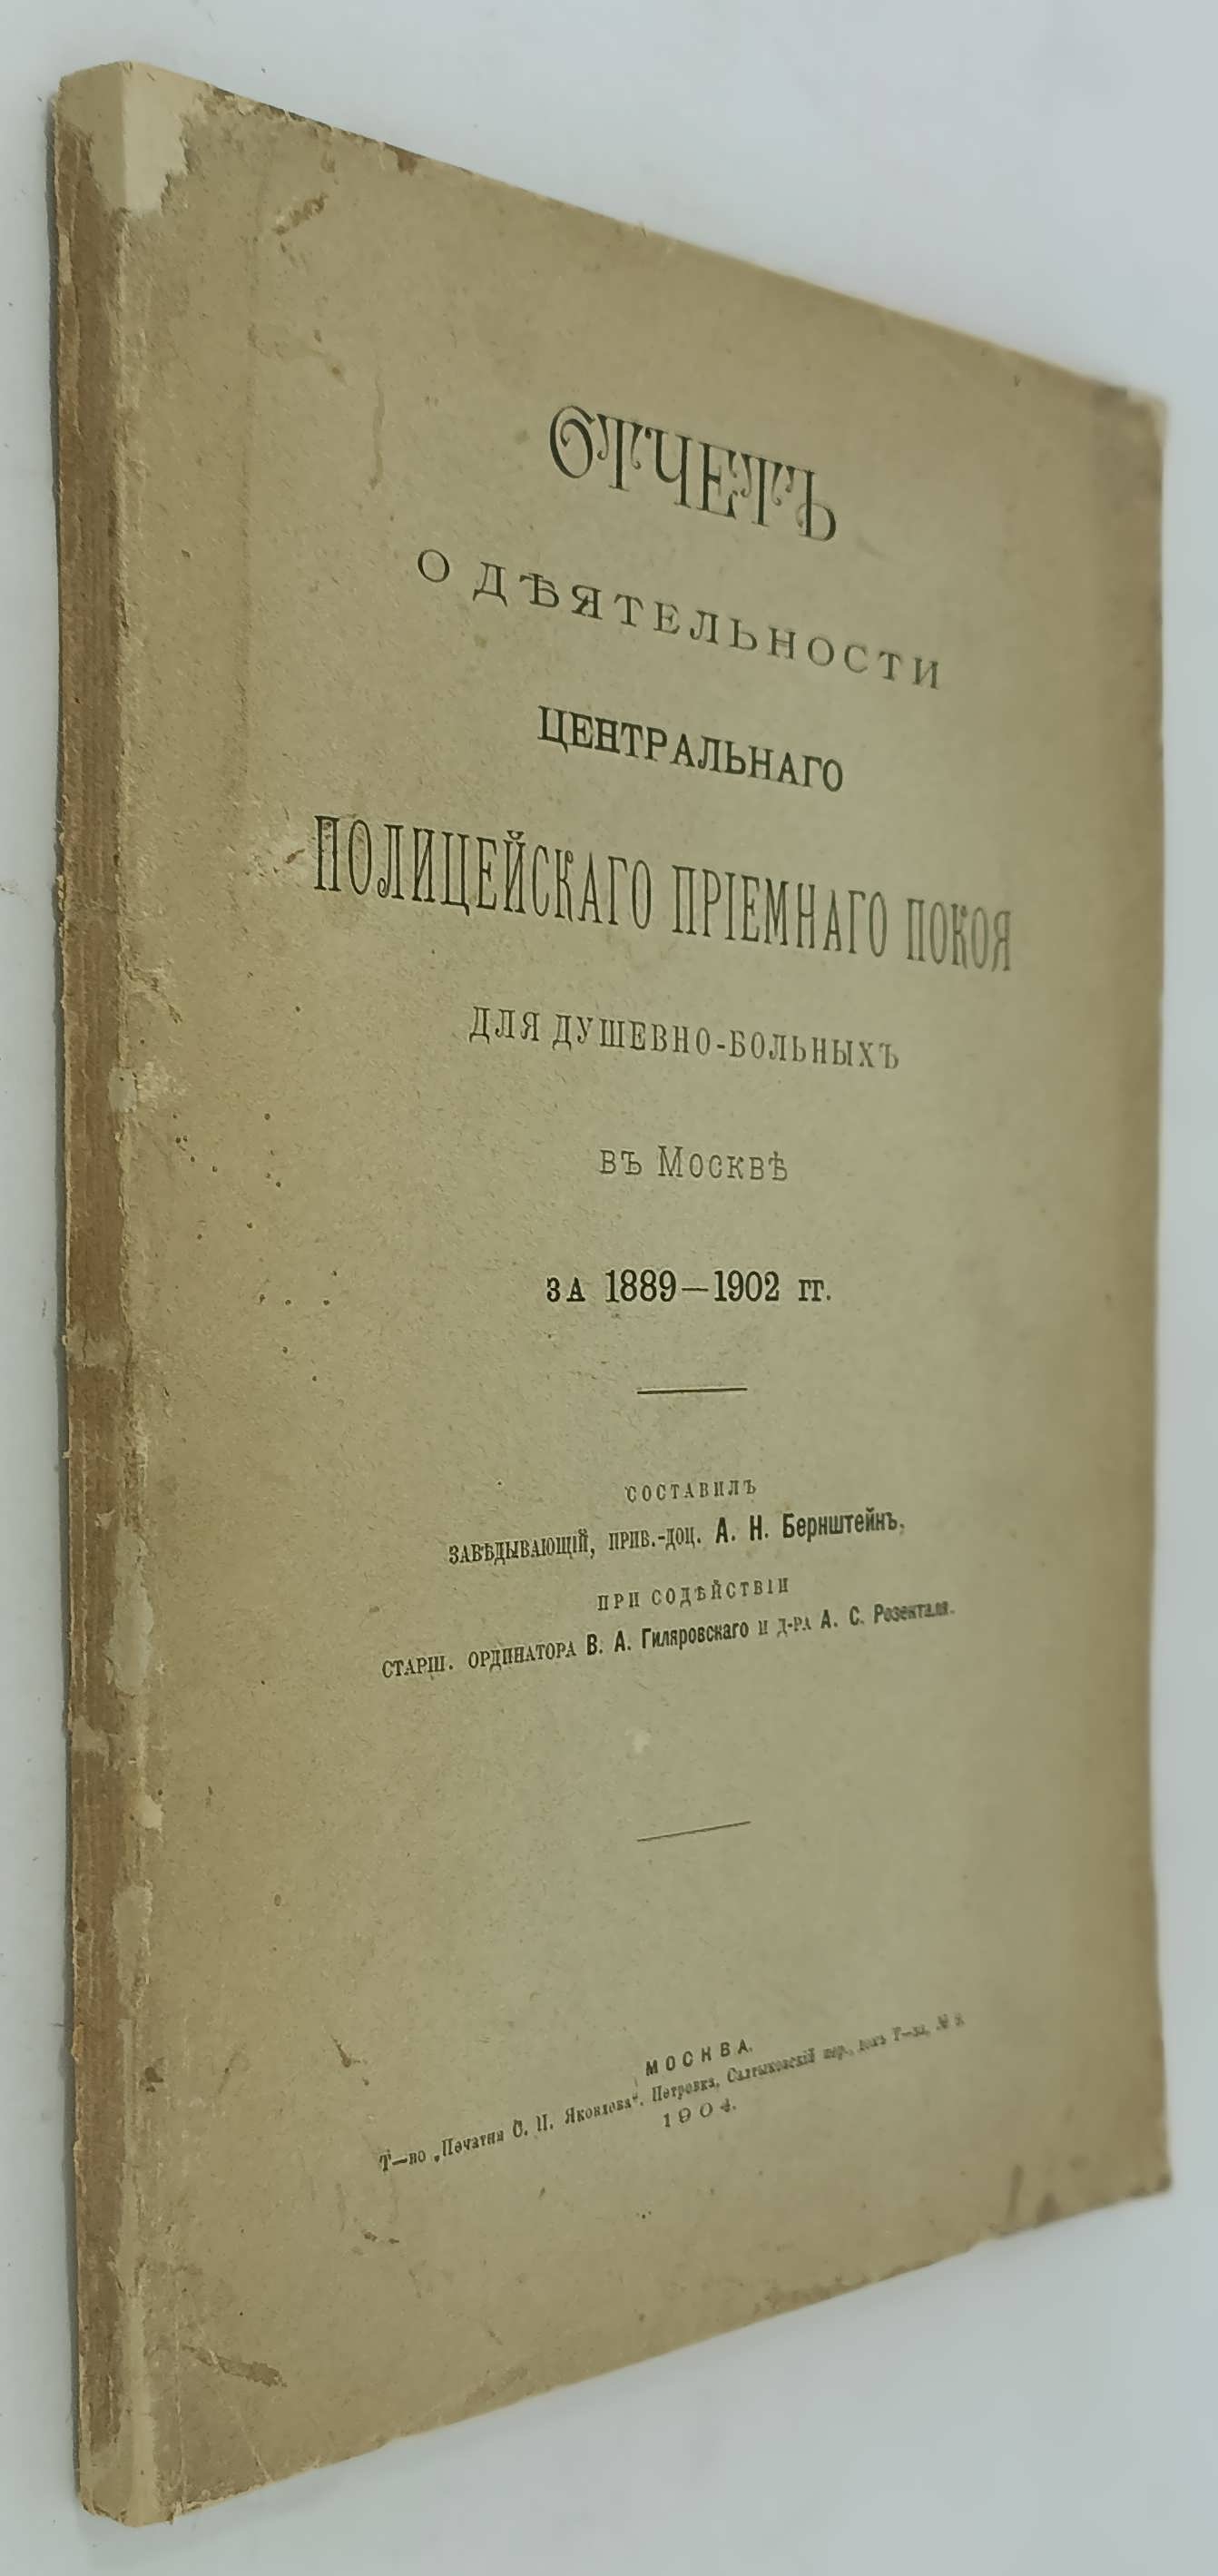 ОТЧЕТЪ
О ДѢЯТЕЛЬНОСТИ
ЦЕНТРАЛЬНАГО
ПОЛИЦЕЙСКАГО ПРІЕМНАГО ПОКОЯ
ДЛЯ ДУШЕВНО-БОЛЬНЫХЪ
ВЪ МОСКВѢ
ЗА 1889—1902 ГГ.
СОСТАВИЛЪ
ЗАВѢДЫВАЮЩІЙ, ПРИВ.-ДОЦ. А. Н. Бернштейнъ,
ПРИ СОДѢЙСТВІИ
СТАРШ. ОРДИНАТОРА В. А. Гиляровскаго И Д-РА А. С. Розенталя.
МОСКВА.
Т—во „Печатня С. П. Яковлева". Петровка, Салтыковскій пер., домъ Т—ва, № 9.
1904.